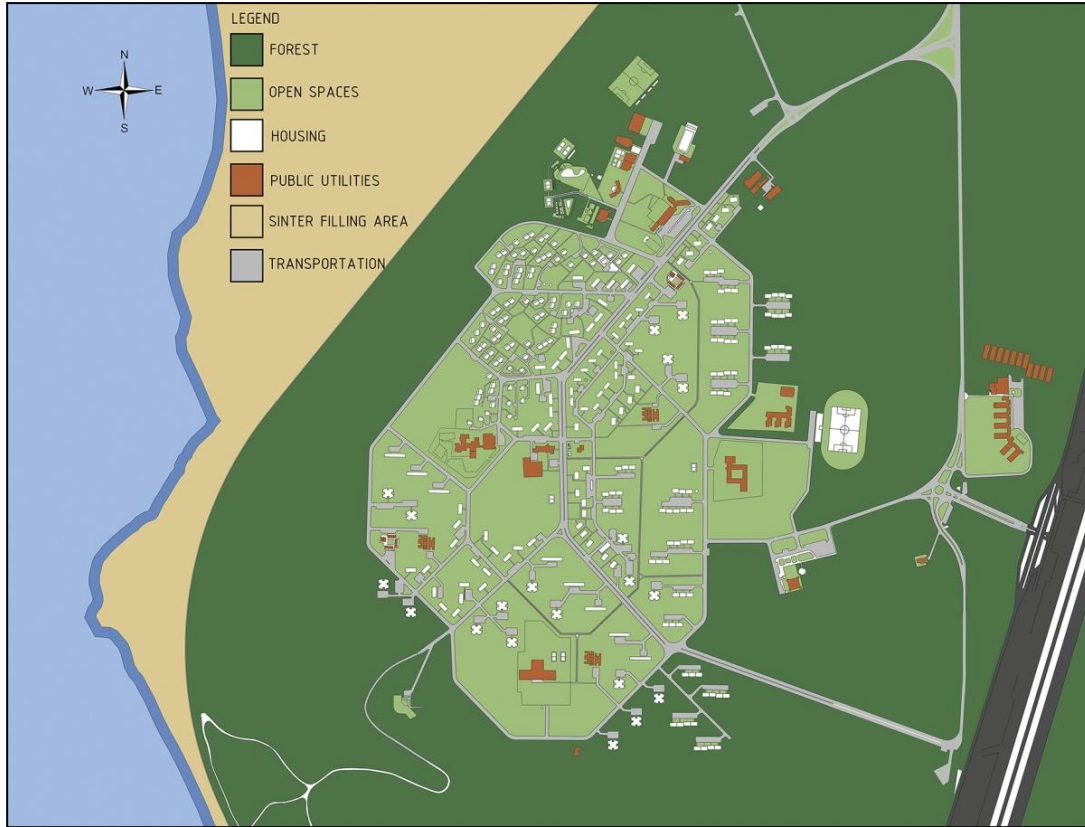 LEGEND
FOREST
OPEN SPACES
HOUSING
PUBLIC UTILITIES
SINTER FILLING AREA
TRANSPORTATION
N
W E
S